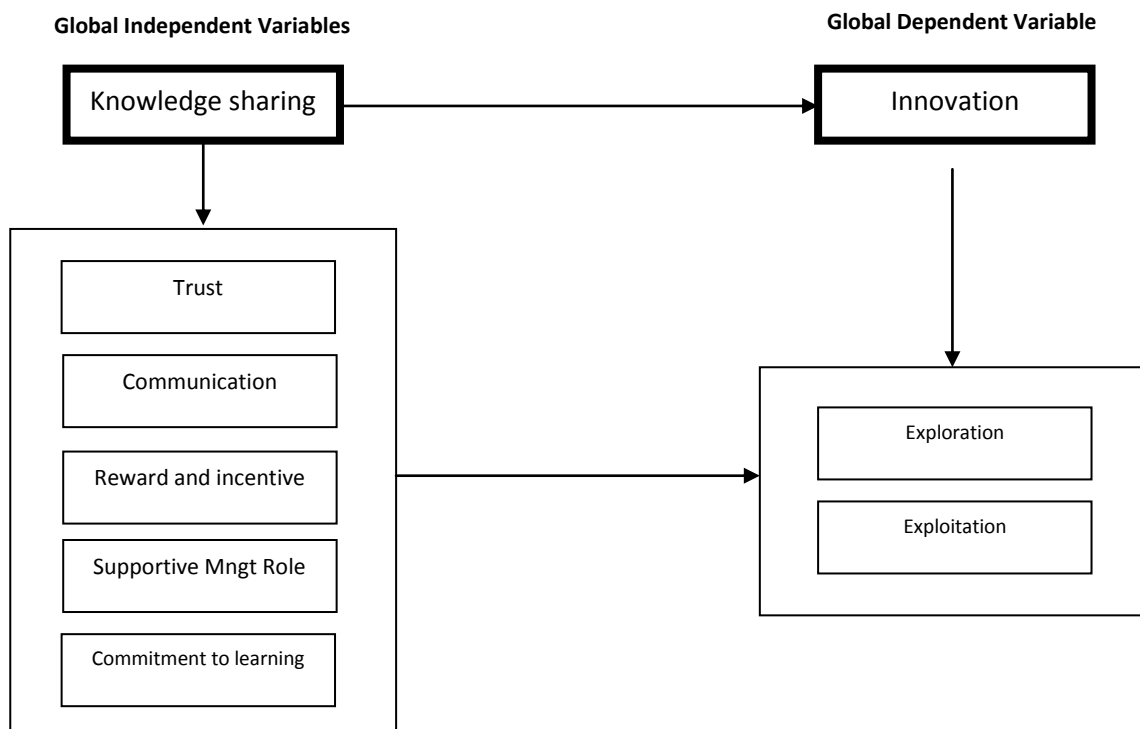 Global Independent Variables
Global Dependent Variable
Knowledge sharing
Innovation
Trust
Communication
Reward and incentive
Supportive Mngt Role
Commitment to learning
Exploration
Exploitation